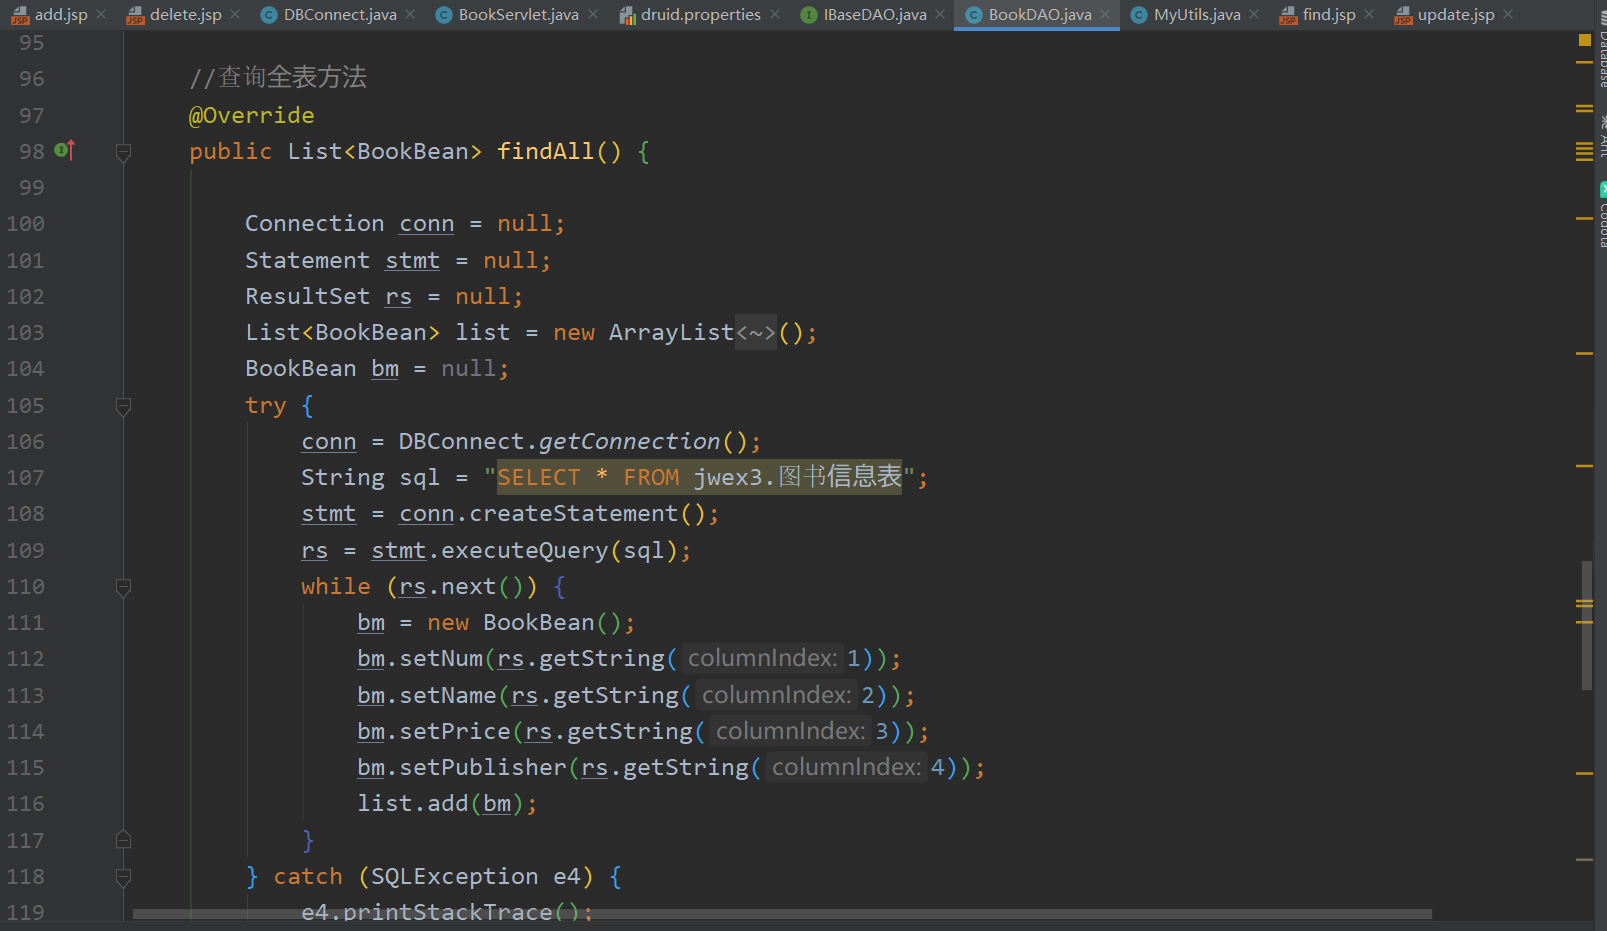 add.jsp delete.jsp DBConnect.java BookServlet.java druid.properties IBaseDAO.java BookDAO.java MyUtils.java find.jsp update.jsp
95
96 //查询全表方法
97 @Override
98 public List<BookBean> findAll() {
99
100 Connection conn = null;
101 Statement stmt = null;
102 ResultSet rs = null;
103 List<BookBean> list = new ArrayList<~>();
104 BookBean bm = null;
105 try {
106 conn = DBConnect.getConnection();
107 String sql = "SELECT * FROM jwex3.图书信息表";
108 stmt = conn.createStatement();
109 rs = stmt.executeQuery(sql);
110 while (rs.next()) {
111 bm = new BookBean();
112 bm.setNum(rs.getString( columnIndex: 1));
113 bm.setName(rs.getString( columnIndex: 2));
114 bm.setPrice(rs.getString( columnIndex: 3));
115 bm.setPublisher(rs.getString( columnIndex: 4));
116 list.add(bm);
117 }
118 } catch (SQLException e4) {
119 e4.printStackTrace();
Database
Ant
Codota